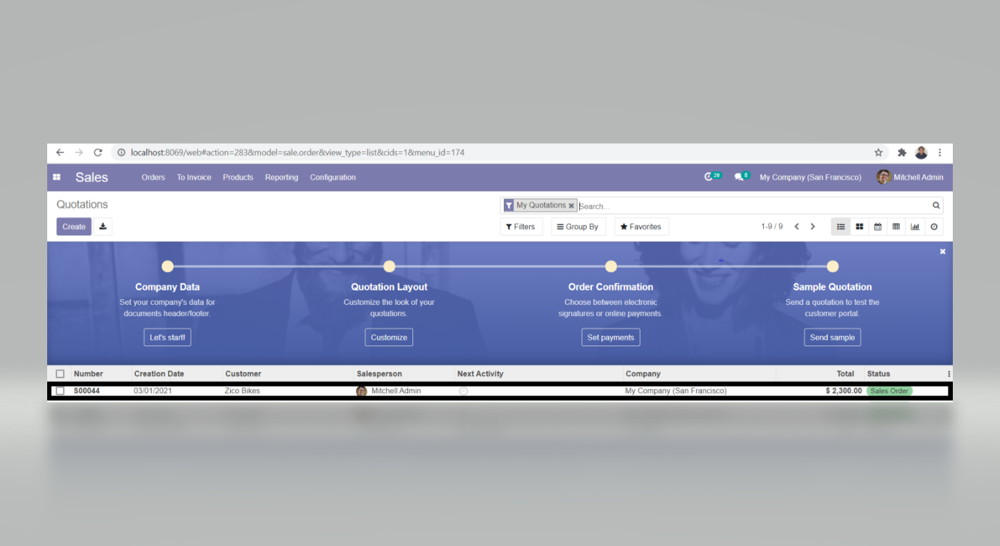 localhost:8069/web#action=283&model=sale.order&view_type=list&cids=1&menu_id=174
Sales Orders To Invoice Products Reporting Configuration 20 8 My Company (San Francisco) Mitchell Admin
Quotations My Quotations Search...
Create Filters Group By Favorites 1-9 / 9
Company Data Quotation Layout Order Confirmation Sample Quotation
Set your company's data for Customize the look of your Choose between electronic Send a quotation to test the
documents header/footer. quotations. signatures or online payments. customer portal.
Let's start! Customize Set payments Send sample
Number Creation Date Customer Salesperson Next Activity Company Total Status
S00044 03/01/2021 Zico Bikes Mitchell Admin My Company (San Francisco) $ 2,300.00 Sales Order